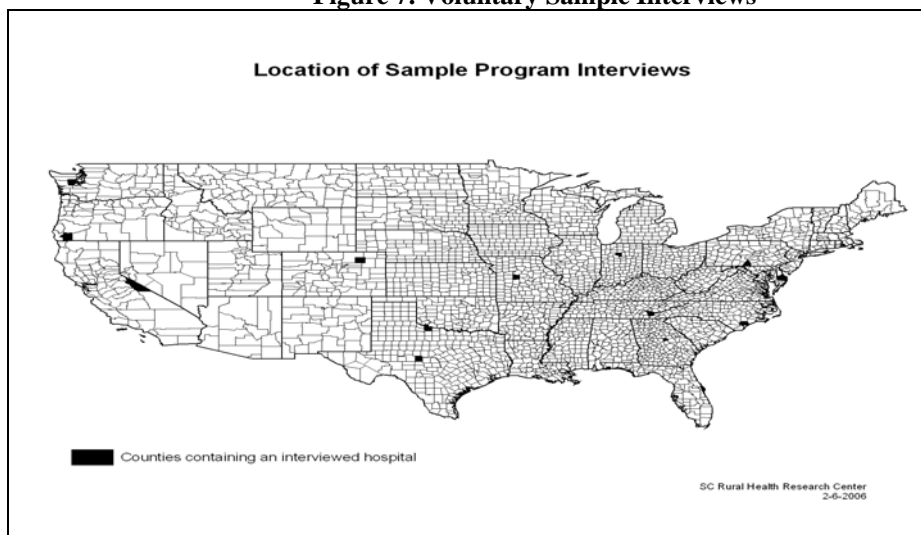 Figure 7. Voluntary Sample Interviews
Location of Sample Program Interviews
Counties containing an interviewed hospital
SC Rural Health Research Center
2-6-2006